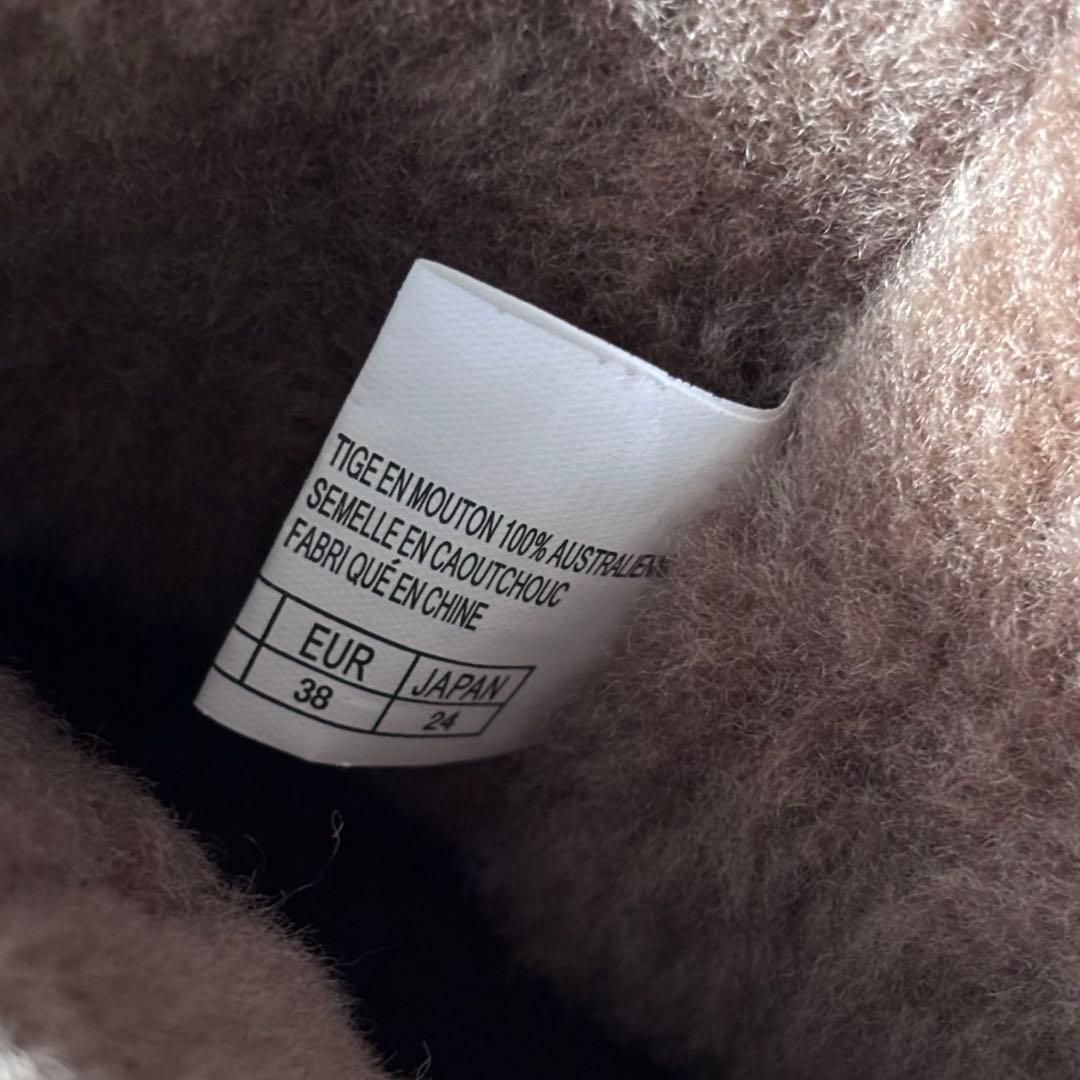 TIGE EN MOUTON 100% AUSTRALIEN
SEMELLE EN CAOUTCHOUC
FABRI QUÉ EN CHINE
EUR JAPAN
38 24